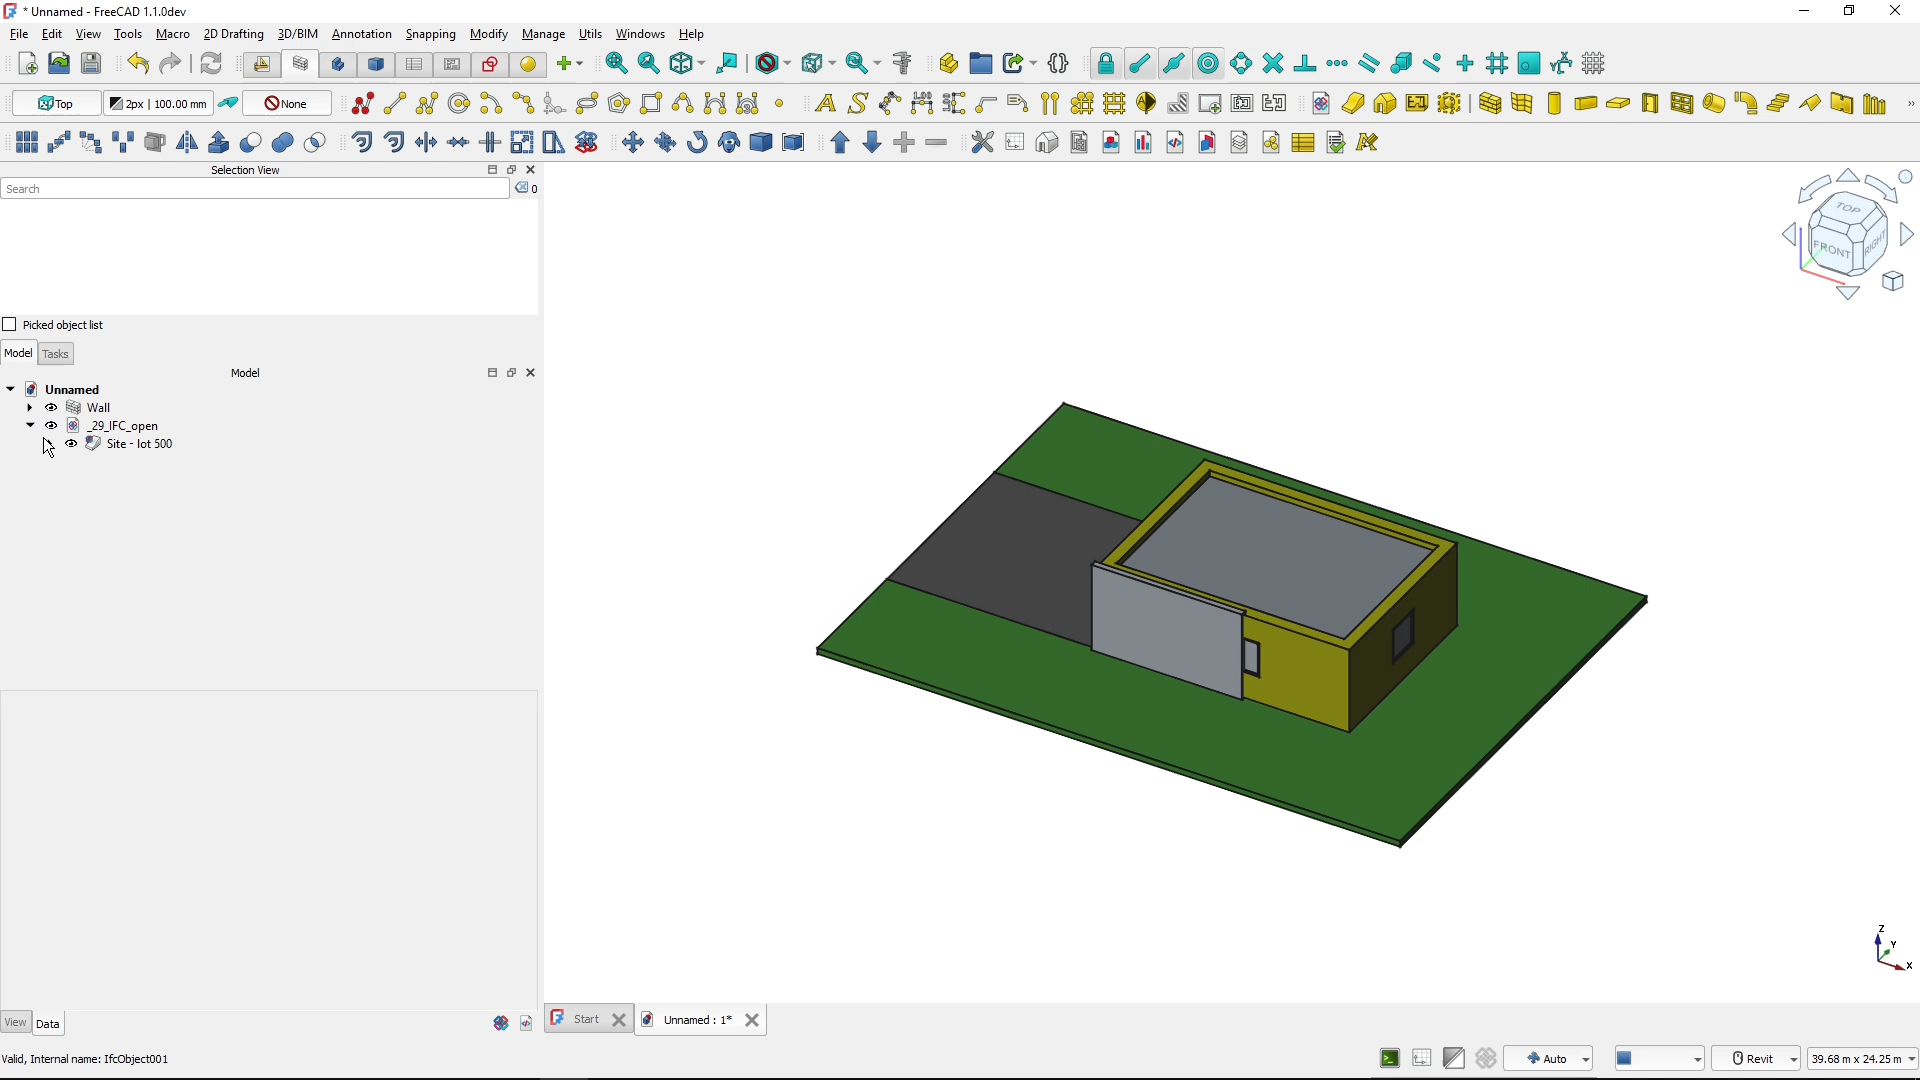 * Unnamed - FreeCAD 1.1.0dev
File Edit View Tools Macro 2D Drafting 3D/BIM Annotation Snapping Modify Manage Utils Windows Help
Top 2px | 100.00 mm None
Selection View
Search
0
Picked object list
Model Tasks
Model
Unnamed
Wall
_29_IFC_open
Site - lot 500
TOP
FRONT
RIGHT
Z
Y
X
View Data
Start
Unnamed : 1*
Valid, Internal name: IfcObject001
Auto
Revit
39.68 m x 24.25 m